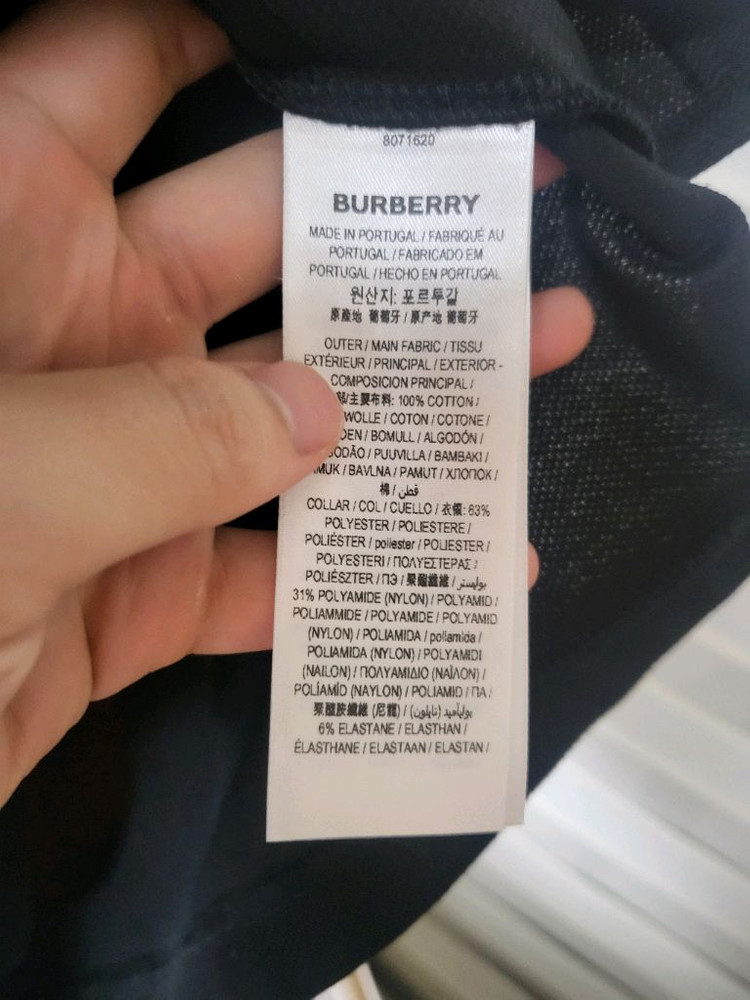 8071620
BURBERRY
MADE IN PORTUGAL / FABRIQUÉ AU
PORTUGAL / FABRICADO EM
PORTUGAL / HECHO EN PORTUGAL
원산지: 포르투갈
原產地 葡萄牙 / 原产地 葡萄牙
OUTER / MAIN FABRIC / TISSU
EXTÉRIEUR / PRINCIPAL / EXTERIOR -
COMPOSICION PRINCIPAL /
/主要布料: 100% COTTON /
WOLLE / COTON / COTONE /
/ BOMULL / ALGODÓN /
/ PUUVILLA / BAMBAKI /
/ BAVLNA / PAMUT / ХЛОПОК /
棉 / قطن
COLLAR / COL / CUELLO / 衣領: 63%
POLYESTER / POLIESTERE /
POLIÉSTER / poliester / POLIESTER /
POLYESTERI / ΠΟΛΥΕΣΤΕΡΑΣ /
POLIÉSZTER / ПЭ / 聚酯纖維 / بوليستر
31% POLYAMIDE (NYLON) / POLYAMID /
POLIAMMIDE / POLYAMIDE / POLYAMID
(NYLON) / POLIAMIDA / poliamida /
POLIAMIDA (NYLON) / POLYAMIDI
(NAILON) / ΠΟΛΥΑΜΙΔΙΟ (ΝΑΪΛΟΝ) /
POLÍAMÍD (NAYLON) / POLIAMID / ПА /
聚醯胺纖維 (尼龍) / بولياميد (نايلون)
6% ELASTANE / ELASTHAN /
ÉLASTHANE / ELASTAAN / ELASTAN /